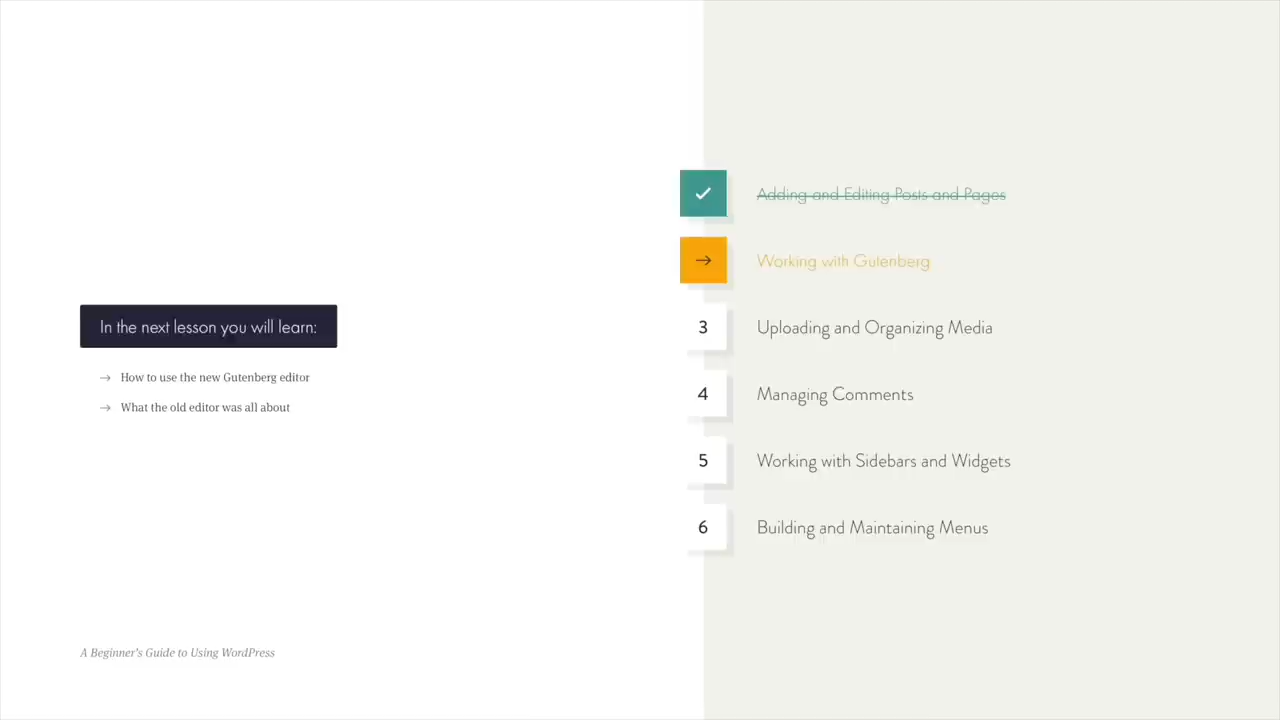 In the next lesson you will learn:
→ How to use the new Gutenberg editor
→ What the old editor was all about
A Beginner's Guide to Using WordPress
Adding and Editing Posts and Pages
Working with Gutenberg
3 Uploading and Organizing Media
4 Managing Comments
5 Working with Sidebars and Widgets
6 Building and Maintaining Menus